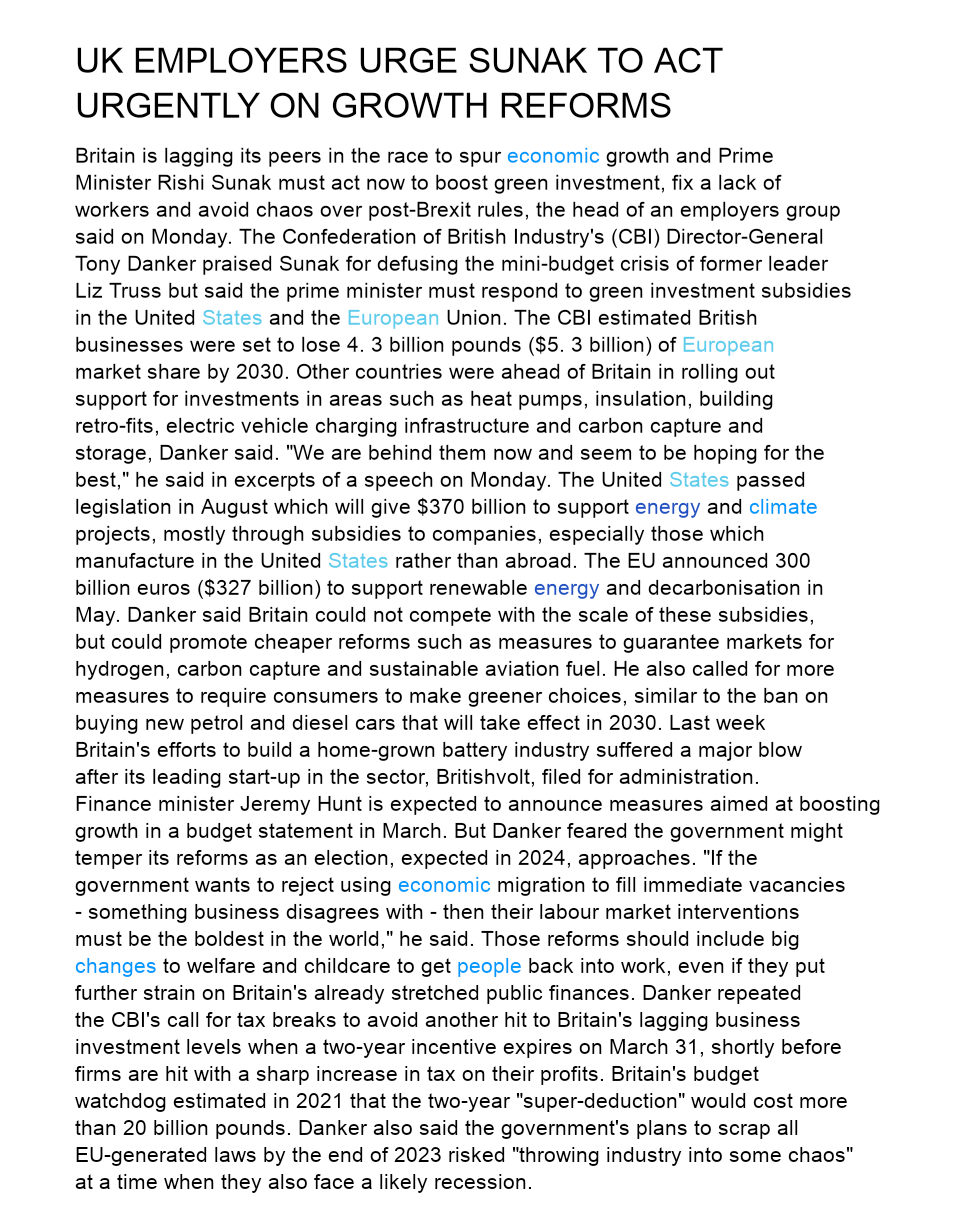 UK EMPLOYERS URGE SUNAK TO ACT
URGENTLY ON GROWTH REFORMS
Britain is lagging its peers in the race to spur economic growth and Prime
Minister Rishi Sunak must act now to boost green investment, fix a lack of
workers and avoid chaos over post-Brexit rules, the head of an employers group
said on Monday. The Confederation of British Industry's (CBI) Director-General
Tony Danker praised Sunak for defusing the mini-budget crisis of former leader
Liz Truss but said the prime minister must respond to green investment subsidies
in the United States and the European Union. The CBI estimated British
businesses were set to lose 4. 3 billion pounds ($5. 3 billion) of European
market share by 2030. Other countries were ahead of Britain in rolling out
support for investments in areas such as heat pumps, insulation, building
retro-fits, electric vehicle charging infrastructure and carbon capture and
storage, Danker said. "We are behind them now and seem to be hoping for the
best," he said in excerpts of a speech on Monday. The United States passed
legislation in August which will give $370 billion to support energy and climate
projects, mostly through subsidies to companies, especially those which
manufacture in the United States rather than abroad. The EU announced 300
billion euros ($327 billion) to support renewable energy and decarbonisation in
May. Danker said Britain could not compete with the scale of these subsidies,
but could promote cheaper reforms such as measures to guarantee markets for
hydrogen, carbon capture and sustainable aviation fuel. He also called for more
measures to require consumers to make greener choices, similar to the ban on
buying new petrol and diesel cars that will take effect in 2030. Last week
Britain's efforts to build a home-grown battery industry suffered a major blow
after its leading start-up in the sector, Britishvolt, filed for administration.
Finance minister Jeremy Hunt is expected to announce measures aimed at boosting
growth in a budget statement in March. But Danker feared the government might
temper its reforms as an election, expected in 2024, approaches. "If the
government wants to reject using economic migration to fill immediate vacancies
- something business disagrees with - then their labour market interventions
must be the boldest in the world," he said. Those reforms should include big
changes to welfare and childcare to get people back into work, even if they put
further strain on Britain's already stretched public finances. Danker repeated
the CBI's call for tax breaks to avoid another hit to Britain's lagging business
investment levels when a two-year incentive expires on March 31, shortly before
firms are hit with a sharp increase in tax on their profits. Britain's budget
watchdog estimated in 2021 that the two-year "super-deduction" would cost more
than 20 billion pounds. Danker also said the government's plans to scrap all
EU-generated laws by the end of 2023 risked "throwing industry into some chaos"
at a time when they also face a likely recession.